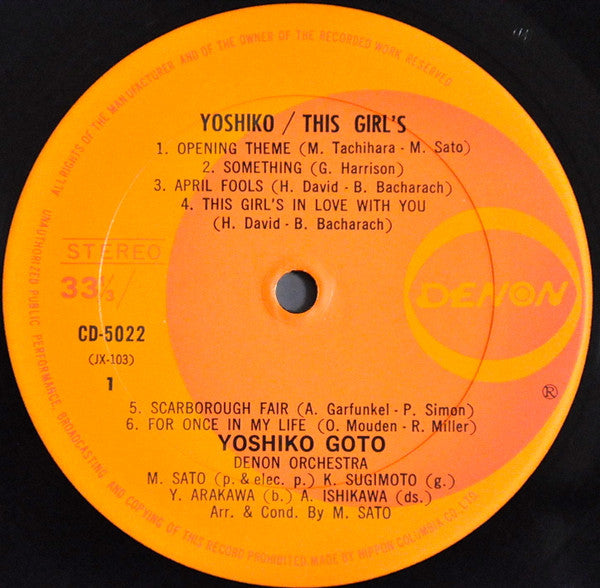 ALL RIGHTS OF THE MANUFACTURER AND OF THE OWNER OF THE RECORDED WORK RESERVED
YOSHIKO / THIS GIRL'S
1. OPENING THEME (M. Tachihara - M. Sato)
2. SOMETHING (G. Harrison)
3. APRIL FOOLS (H. David - B. Bacharach)
4. THIS GIRL'S IN LOVE WITH YOU
(H. David - B. Bacharach)
STEREO
33⅓/
DENON
CD-5022
(JX-103)
1
®
5. SCARBOROUGH FAIR (A. Garfunkel - P. Simon)
6. FOR ONCE IN MY LIFE (O. Mouden - R. Miller)
YOSHIKO GOTO
DENON ORCHESTRA
M. SATO (p. & elec. p.) K. SUGIMOTO (g.)
Y. ARAKAWA (b.) A. ISHIKAWA (ds.)
Arr. & Cond. By M. SATO
UNAUTHORIZED PUBLIC PERFORMANCE, BROADCASTING AND COPYING OF THIS RECORD PROHIBITED MADE BY NIPPON COLUMBIA CO., LTD.